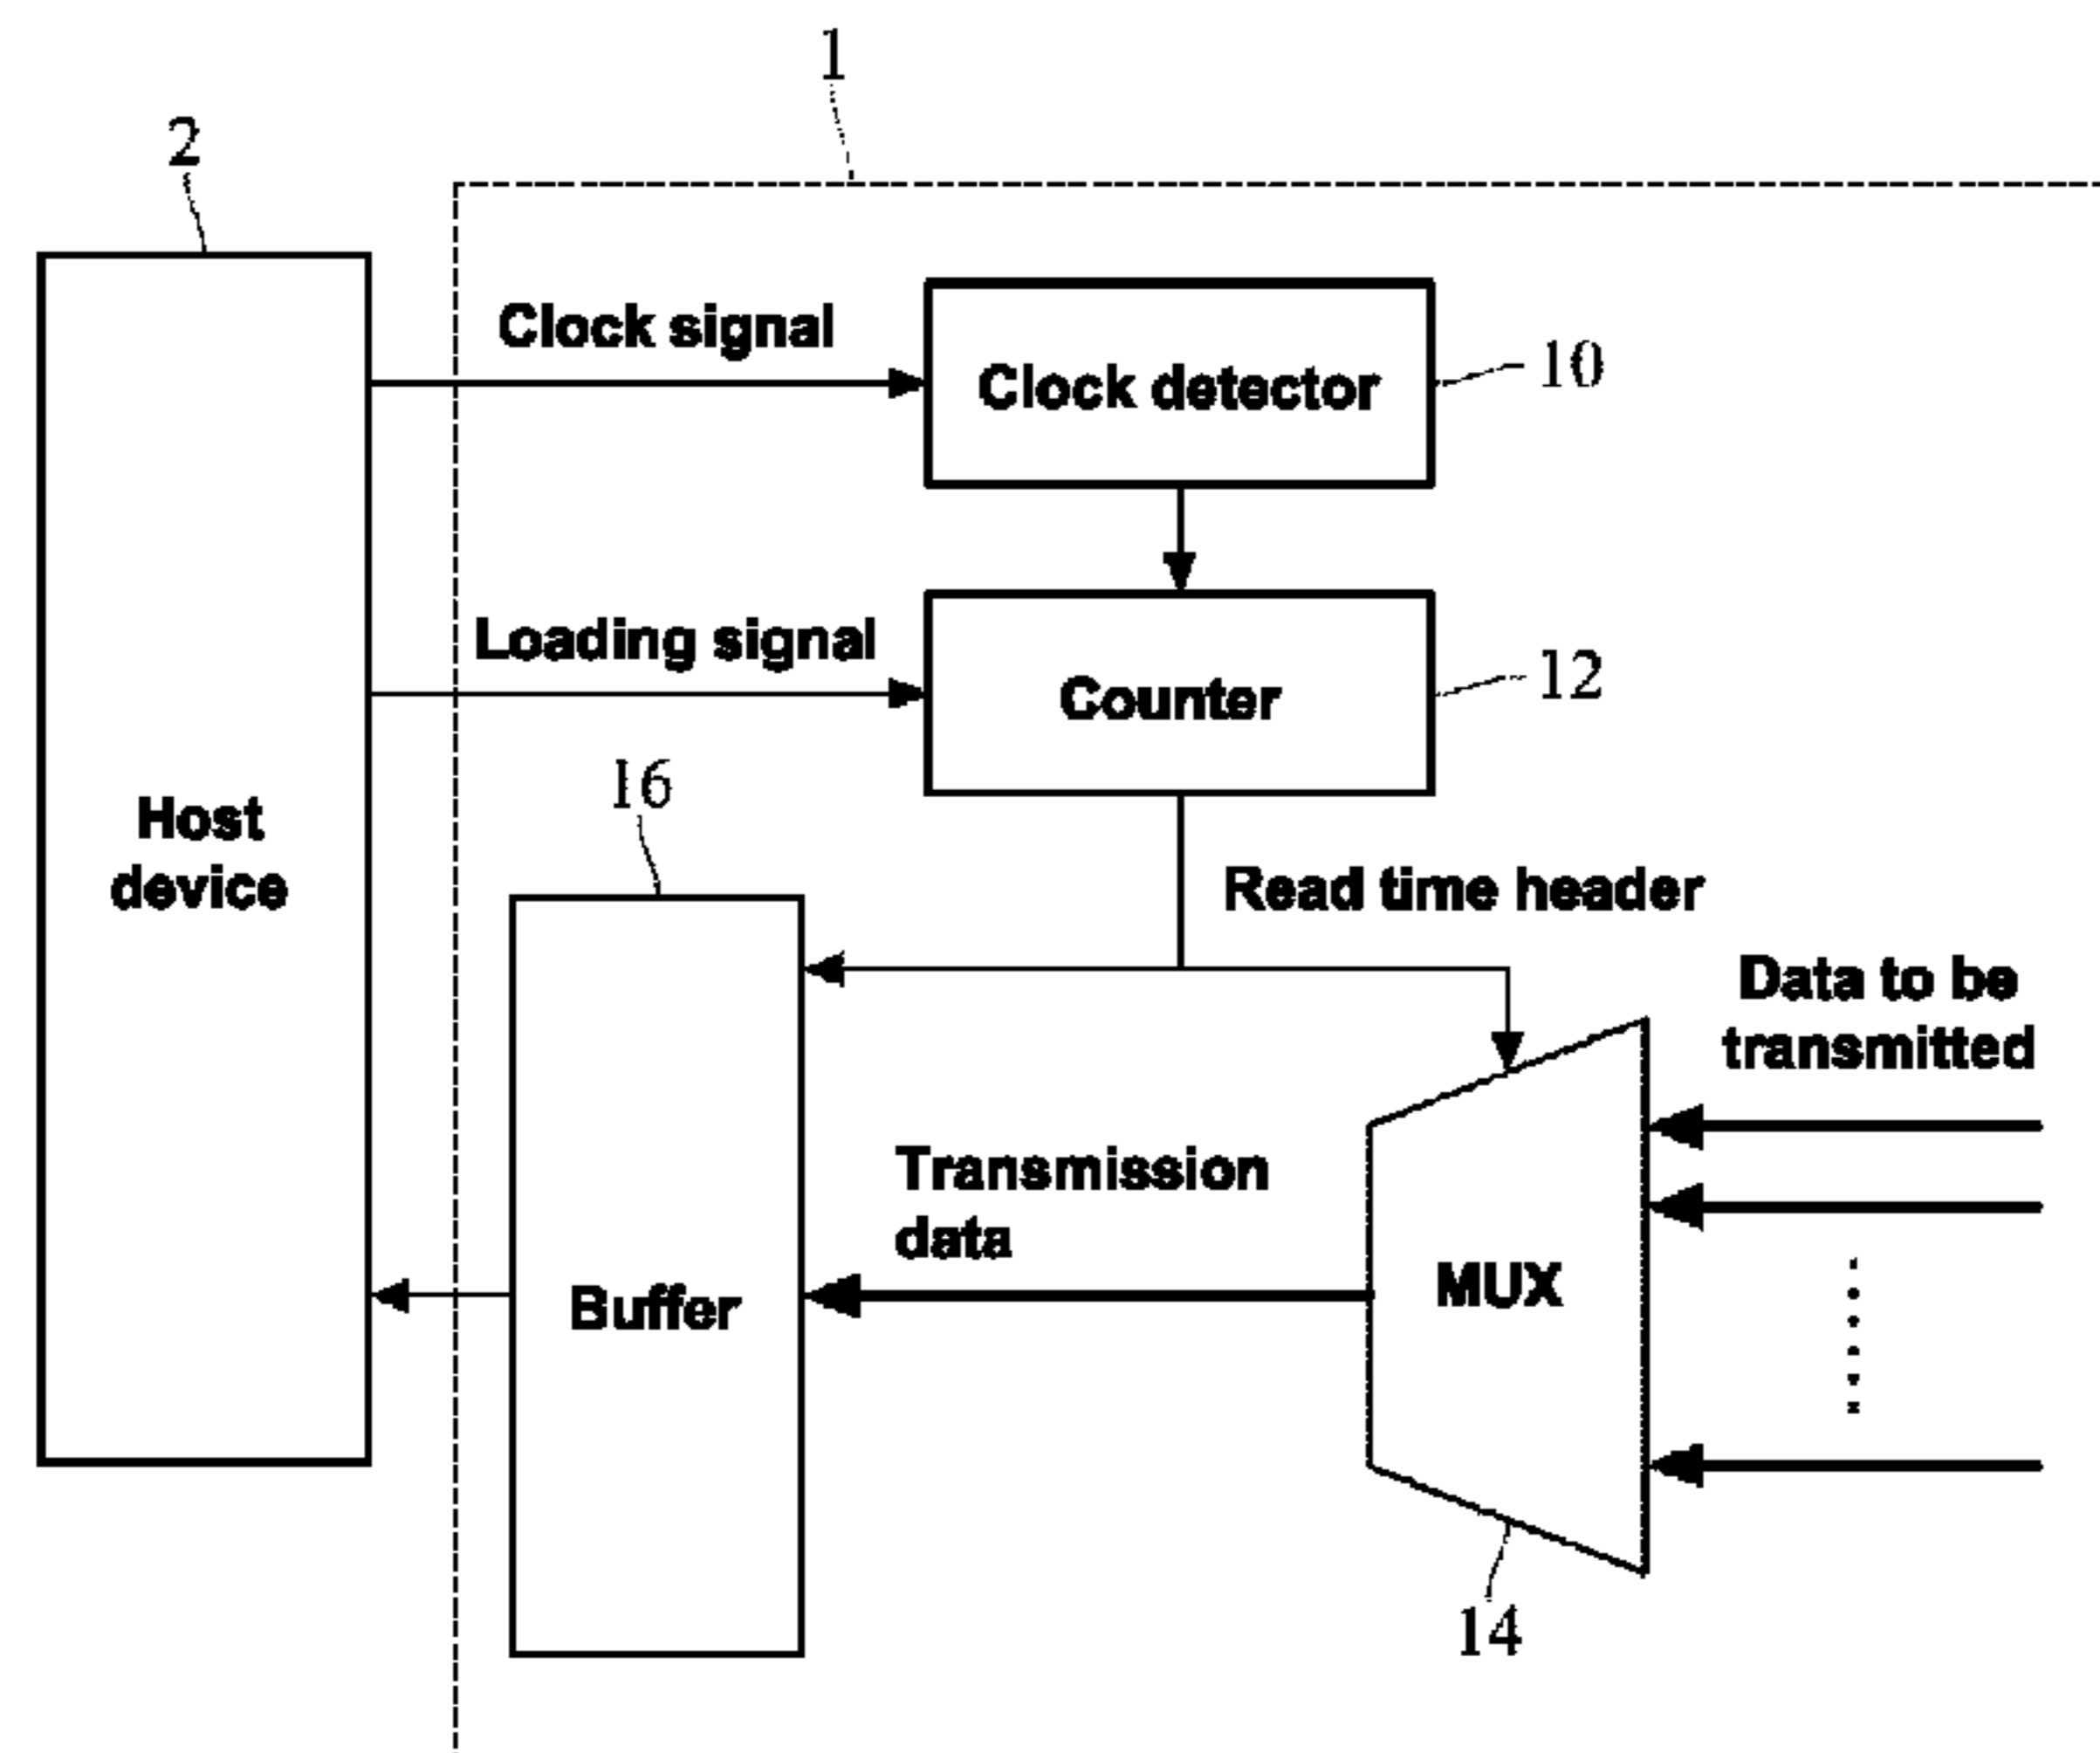 1
2
Clock signal
Clock detector
10
Loading signal
Counter
12
16
Host
device
Read time header
Data to be
transmitted
Transmission
data
Buffer
MUX
14